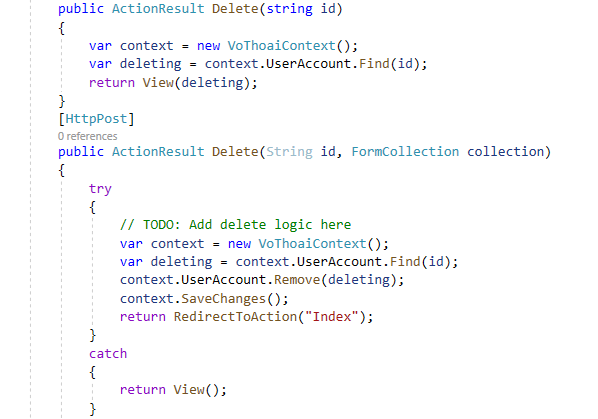 public ActionResult Delete(string id)
{
var context = new VoThoaiContext();
var deleting = context.UserAccount.Find(id);
return View(deleting);
}
[HttpPost]
0 references
public ActionResult Delete(String id, FormCollection collection)
{
try
{
// TODO: Add delete logic here
var context = new VoThoaiContext();
var deleting = context.UserAccount.Find(id);
context.UserAccount.Remove(deleting);
context.SaveChanges();
return RedirectToAction("Index");
}
catch
{
return View();
}